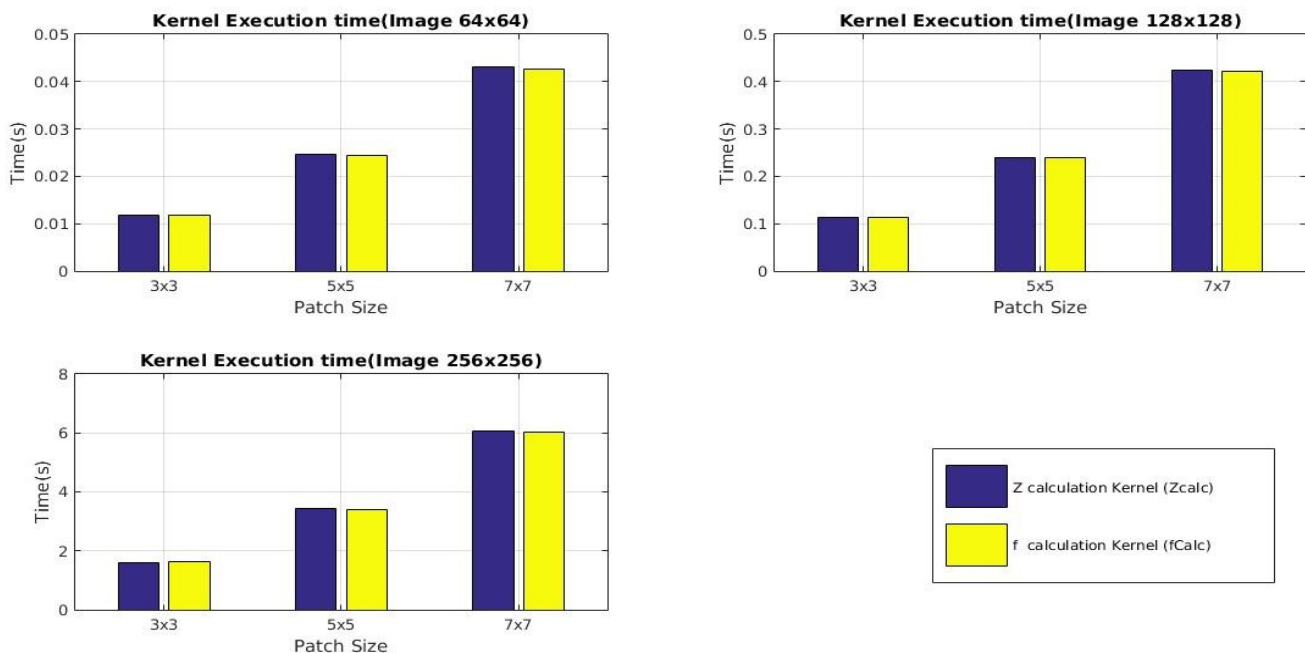 Kernel Execution time(Image 64x64)
0.05
0.04
0.03
0.02
0.01
0
Time(s)
3x3 5x5 7x7
Patch Size
Kernel Execution time(Image 128x128)
0.5
0.4
0.3
0.2
0.1
0
Time(s)
3x3 5x5 7x7
Patch Size
Kernel Execution time(Image 256x256)
8
6
4
2
0
Time(s)
3x3 5x5 7x7
Patch Size
Z calculation Kernel (Zcalc)
f calculation Kernel (fCalc)